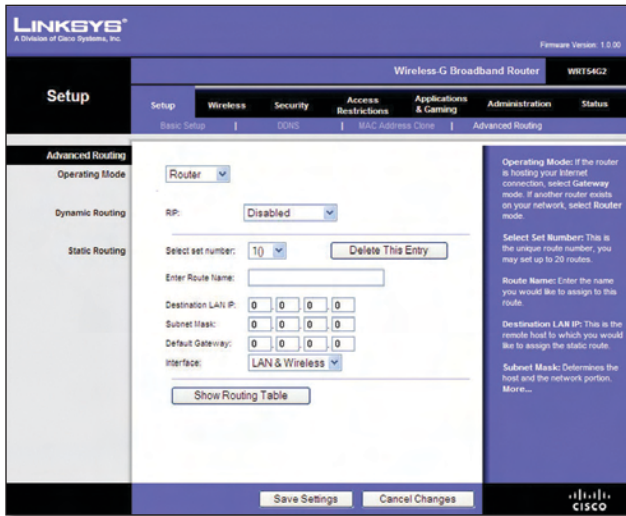 LINKSYS®
A Division of Cisco Systems, Inc.
Firmware Version: 1.0.00
Wireless-G Broadband Router WRT54G2
Setup
Setup Wireless Security Access Restrictions Applications & Gaming Administration Status
Basic Setup | DDNS | MAC Address Clone | Advanced Routing
Advanced Routing
Operating Mode
Router
Dynamic Routing
RIP: Disabled
Static Routing
Select set number: 1() Delete This Entry
Enter Route Name:
Destination LAN IP: 0 . 0 . 0 . 0
Subnet Mask: 0 . 0 . 0 . 0
Default Gateway: 0 . 0 . 0 . 0
Interface: LAN & Wireless
Show Routing Table
Operating Mode: If the router
is hosting your Internet
connection, select Gateway
mode. If another router exists
on your network, select Router
mode.
Select Set Number: This is
the unique route number, you
may set up to 20 routes.
Route Name: Enter the name
you would like to assign to this
route.
Destination LAN IP: This is the
remote host to which you would
like to assign the static route.
Subnet Mask: Determines the
host and the network portion.
More...
Save Settings Cancel Changes
CISCO